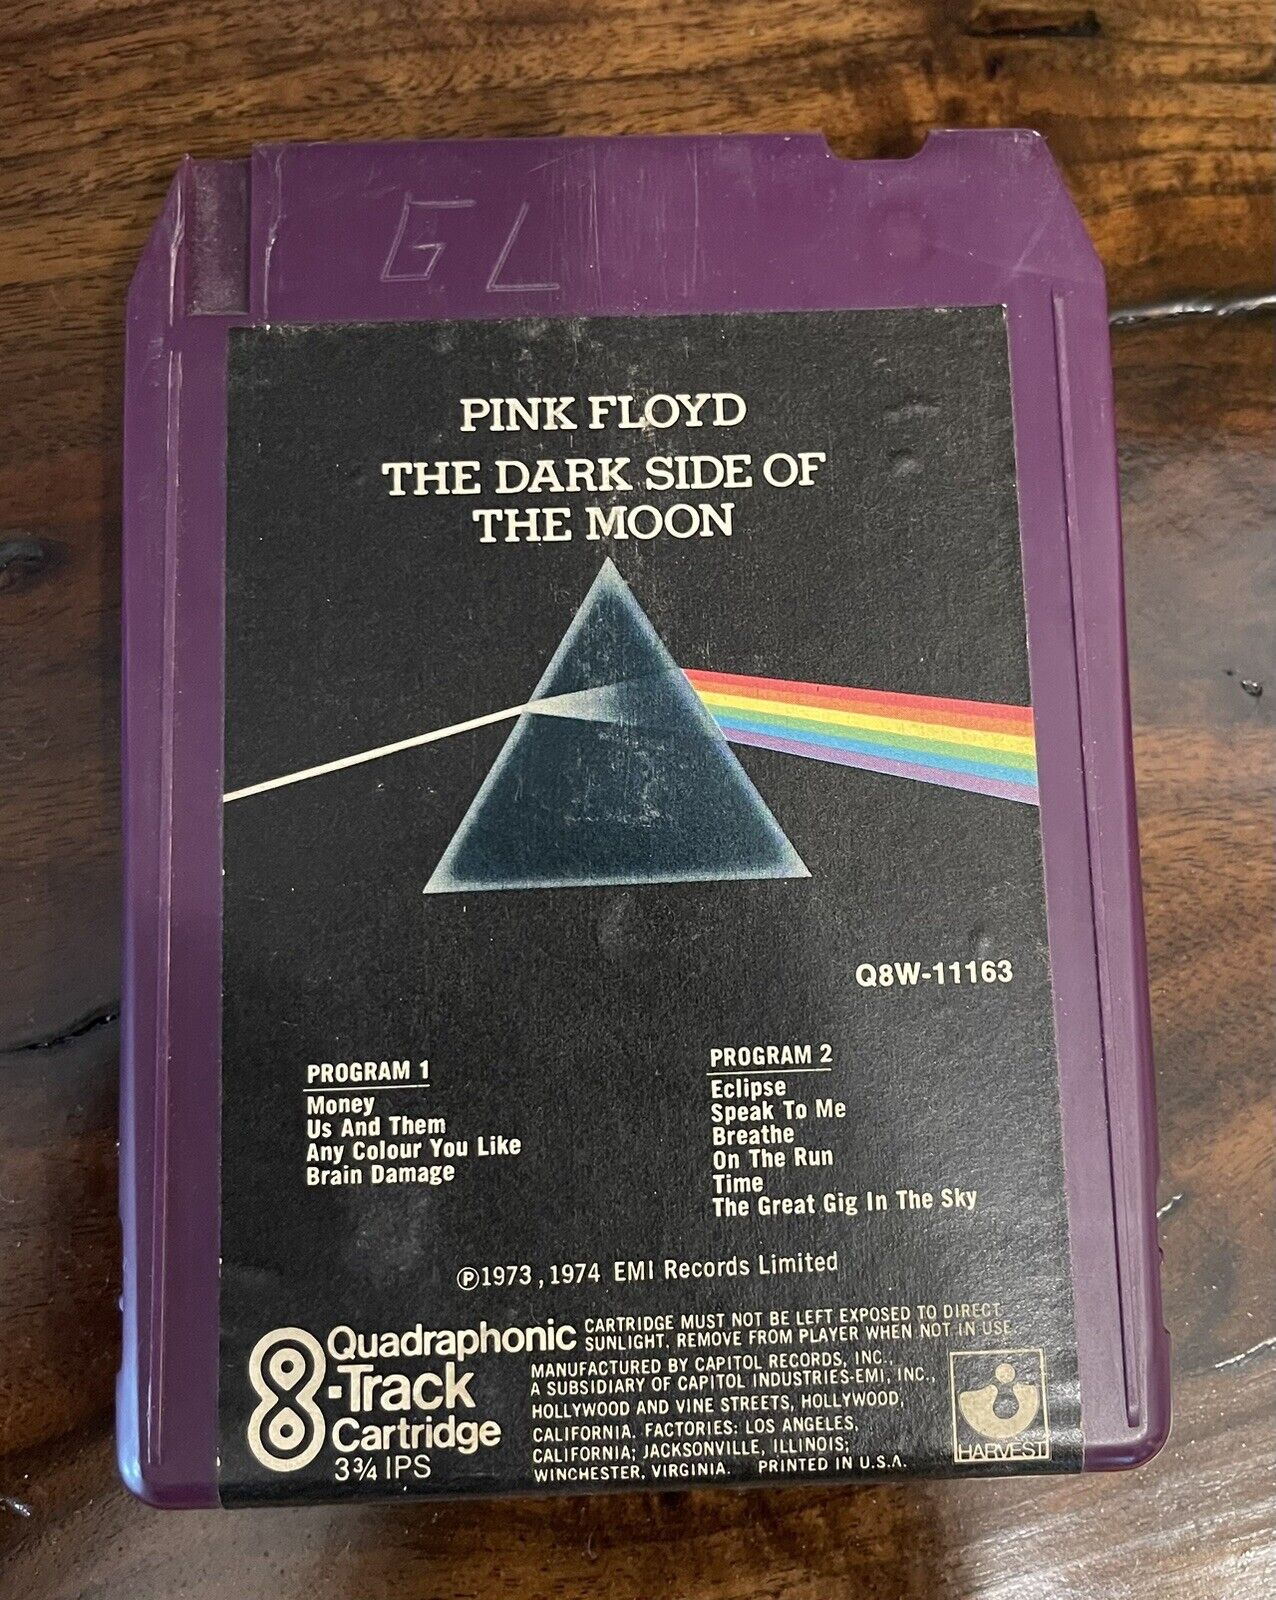 GL
PINK FLOYD
THE DARK SIDE OF
THE MOON
Q8W-11163
PROGRAM 1
Money
Us And Them
Any Colour You Like
Brain Damage
PROGRAM 2
Eclipse
Speak To Me
Breathe
On The Run
Time
The Great Gig In The Sky
Ⓟ1973, 1974 EMI Records Limited
8
Quadraphonic
-Track
Cartridge
3¾ IPS
CARTRIDGE MUST NOT BE LEFT EXPOSED TO DIRECT
SUNLIGHT. REMOVE FROM PLAYER WHEN NOT IN USE.
MANUFACTURED BY CAPITOL RECORDS, INC.,
A SUBSIDIARY OF CAPITOL INDUSTRIES-EMI, INC.,
HOLLYWOOD AND VINE STREETS, HOLLYWOOD,
CALIFORNIA. FACTORIES: LOS ANGELES,
CALIFORNIA; JACKSONVILLE, ILLINOIS;
WINCHESTER, VIRGINIA. PRINTED IN U.S.A.
HARVEST